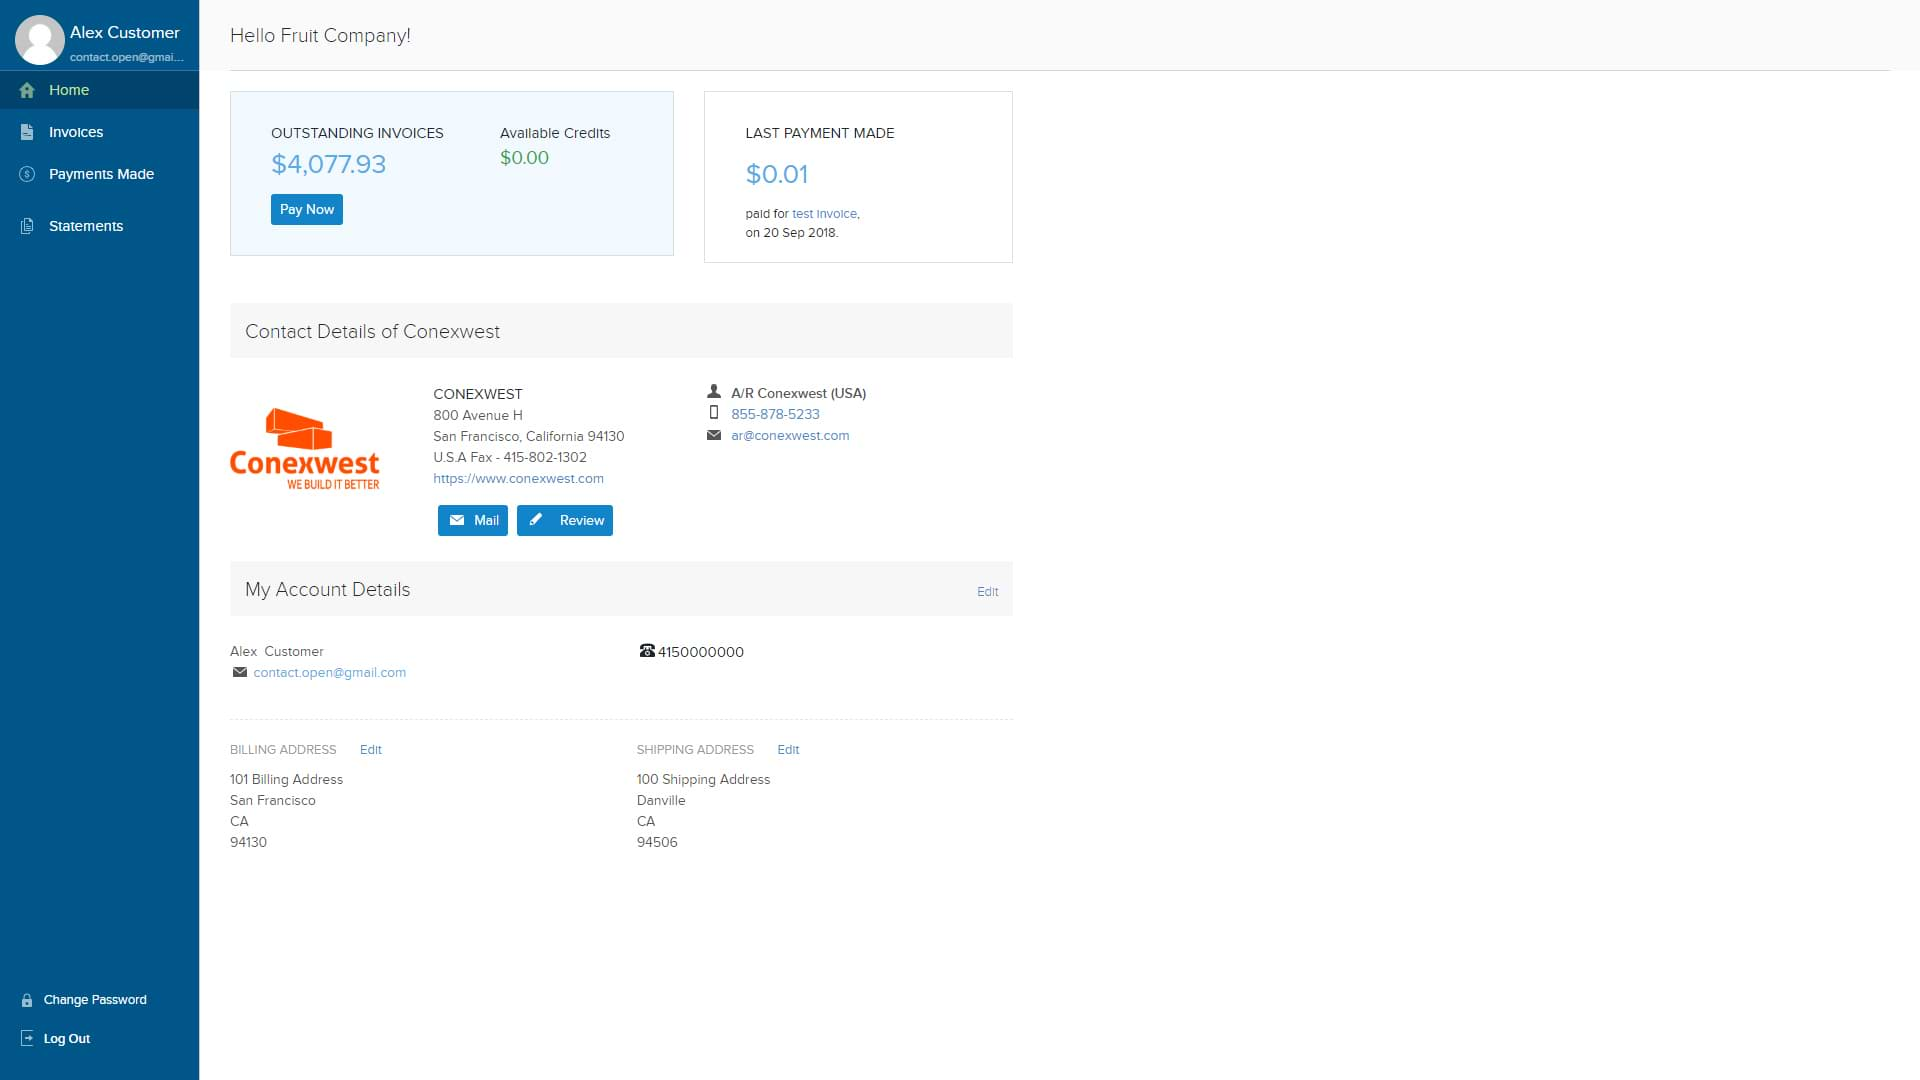 Alex Customer
contact.open@gmai...
Home
Invoices
Payments Made
Statements
Change Password
Log Out
Hello Fruit Company!
OUTSTANDING INVOICES
$4,077.93
Pay Now
Available Credits
$0.00
LAST PAYMENT MADE
$0.01
paid for test invoice,
on 20 Sep 2018.
Contact Details of Conexwest
Conexwest
WE BUILD IT BETTER
CONEXWEST
800 Avenue H
San Francisco, California 94130
U.S.A Fax - 415-802-1302
https://www.conexwest.com
Mail
Review
A/R Conexwest (USA)
855-878-5233
ar@conexwest.com
My Account Details
Edit
Alex Customer
contact.open@gmail.com
4150000000
BILLING ADDRESS Edit
101 Billing Address
San Francisco
CA
94130
SHIPPING ADDRESS Edit
100 Shipping Address
Danville
CA
94506